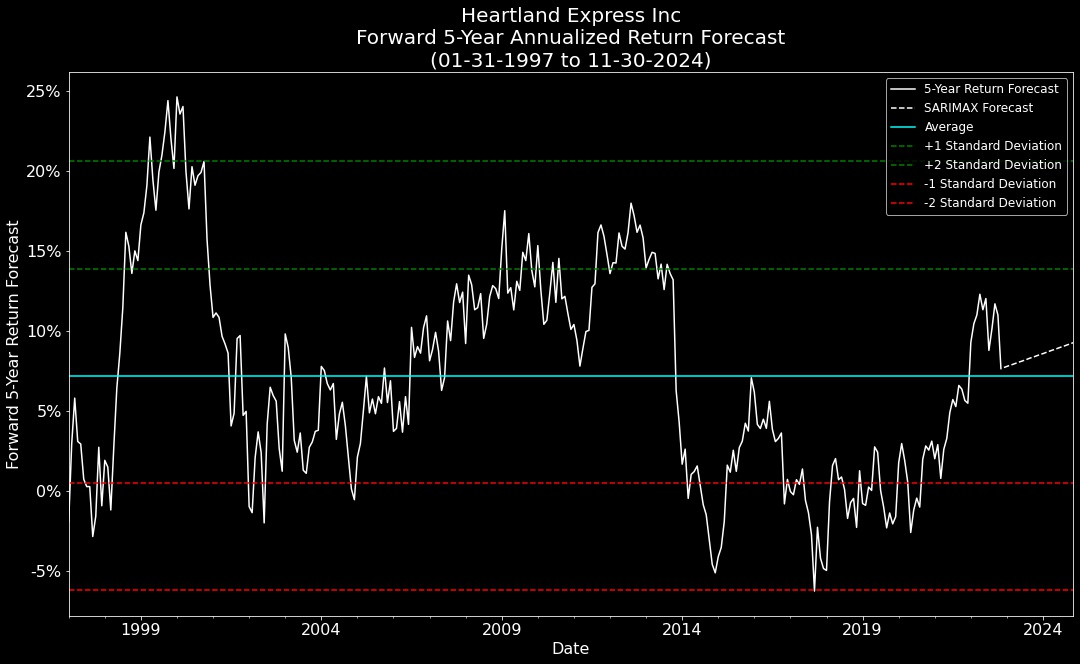 Heartland Express Inc
Forward 5-Year Annualized Return Forecast
(01-31-1997 to 11-30-2024)
5-Year Return Forecast
SARIMAX Forecast
Average
+1 Standard Deviation
+2 Standard Deviation
-1 Standard Deviation
-2 Standard Deviation
Forward 5-Year Return Forecast
25%
20%
15%
10%
5%
0%
-5%
1999
2004
2009
2014
2019
2024
Date